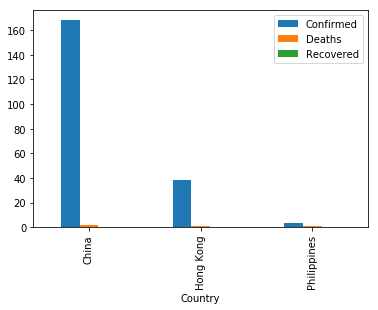 160
140
120
100
80
60
40
20
0
Confirmed
Deaths
Recovered
China
Hong Kong
Philippines
Country